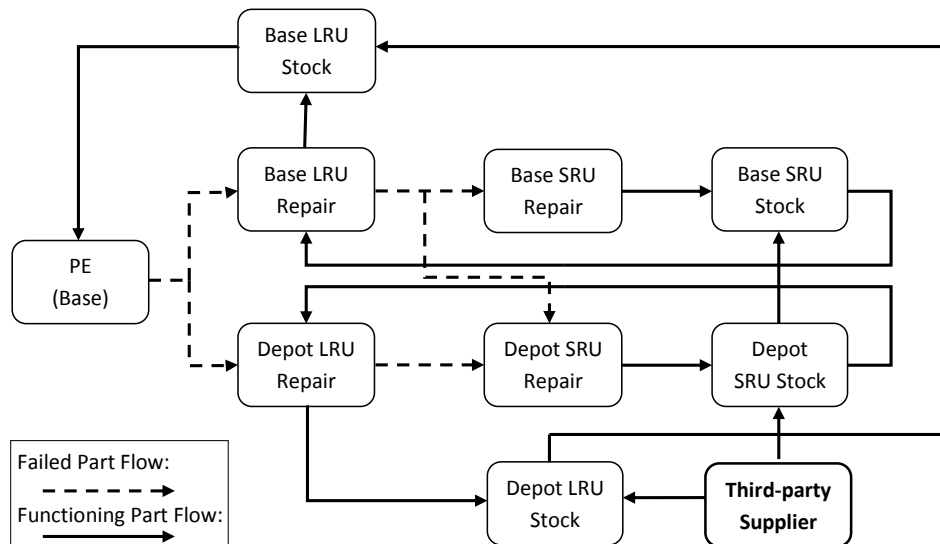 Base LRU
Stock
Base LRU
Repair
Base SRU
Repair
Base SRU
Stock
PE
(Base)
Depot LRU
Repair
Depot SRU
Repair
Depot
SRU Stock
Failed Part Flow:
Functioning Part Flow:
Depot LRU
Stock
Third-party
Supplier